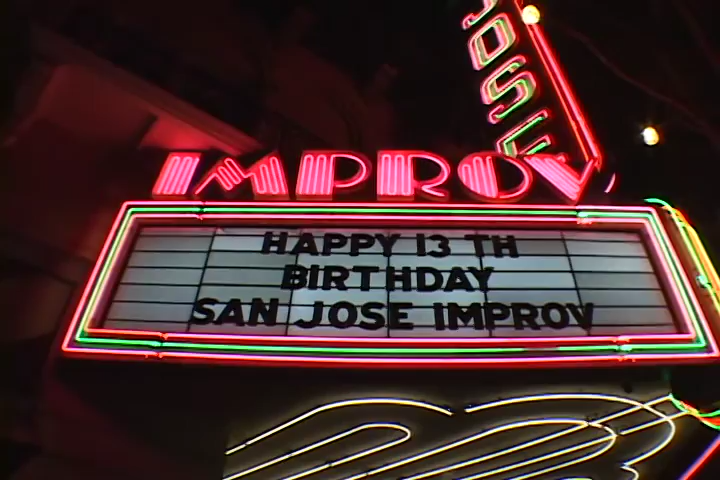 JOSE
IMPROV
HAPPY 13 TH
BIRTHDAY
SAN JOSE IMPROV